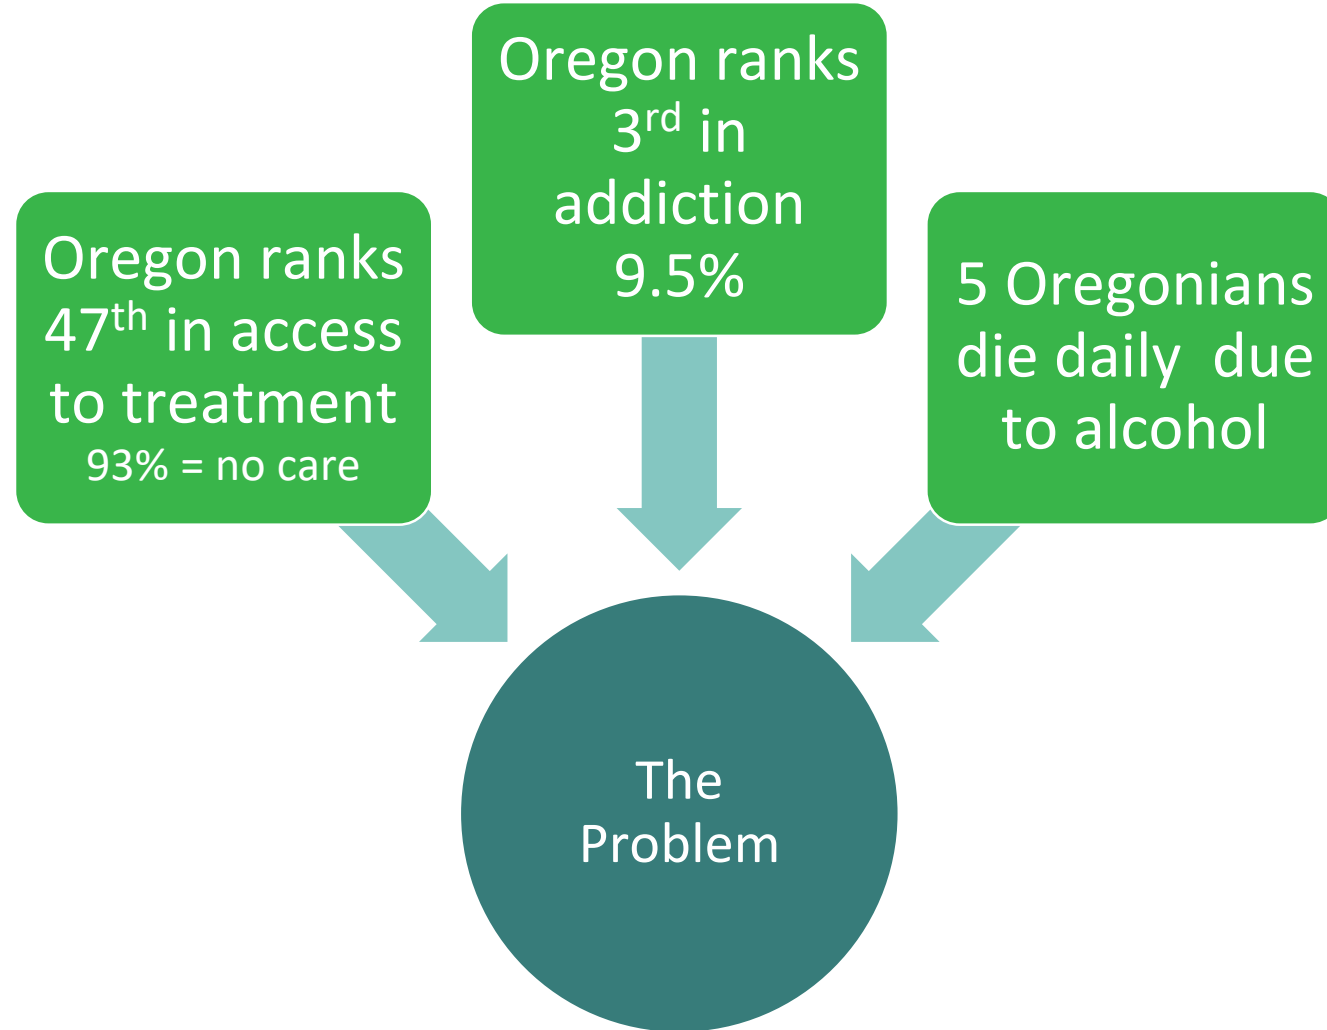 Oregon ranks
47th in access
to treatment
93% = no care
Oregon ranks
3rd in
addiction
9.5%
5 Oregonians
die daily  due
to alcohol
The
Problem